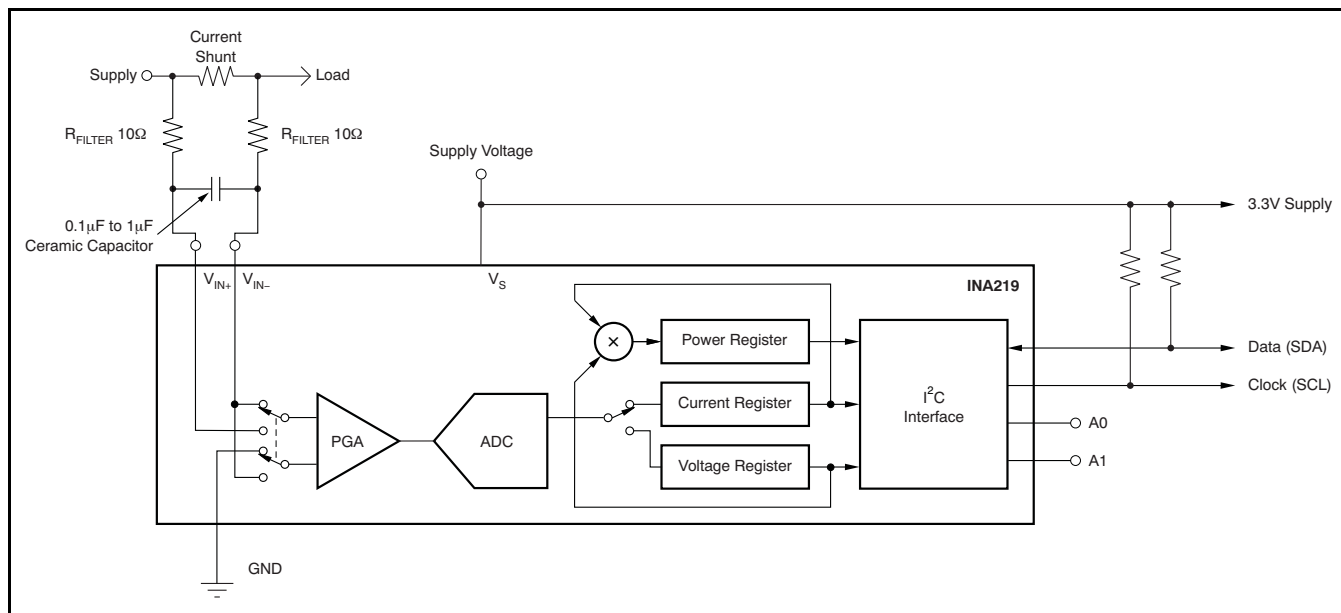 Current
Shunt
Supply
Load
R_FILTER 10Ω
R_FILTER 10Ω
Supply Voltage
0.1μF to 1μF
Ceramic Capacitor
3.3V Supply
V_IN+
V_IN−
V_S
INA219
×
Power Register
Data (SDA)
Current Register
I²C
Interface
Clock (SCL)
PGA
ADC
A0
Voltage Register
A1
GND